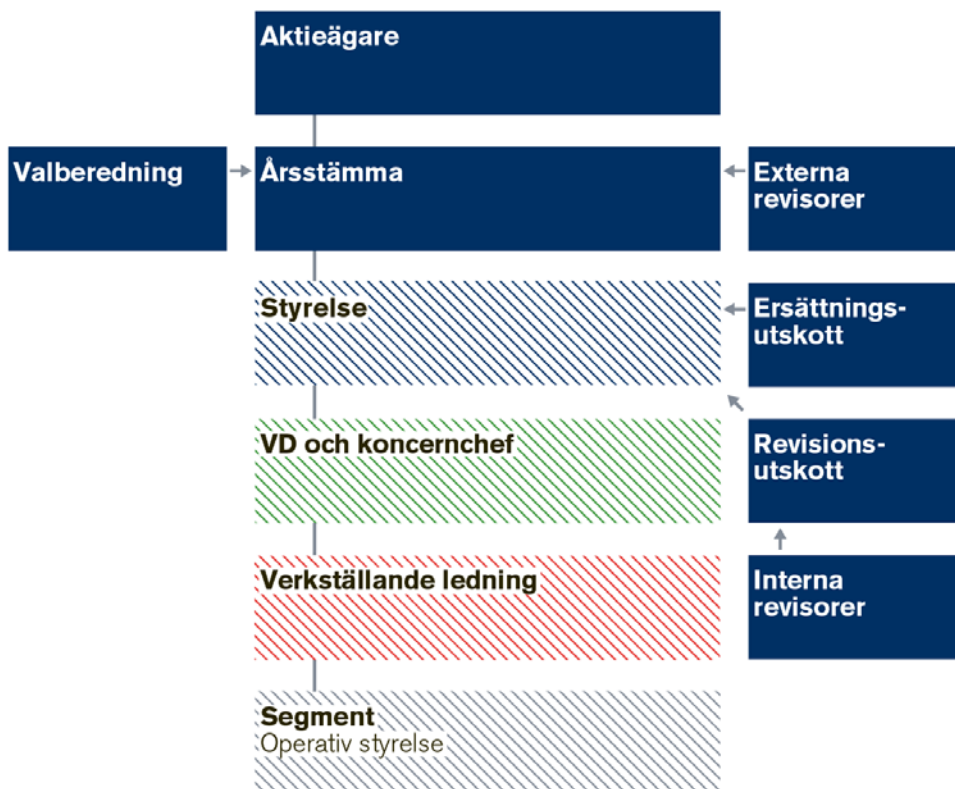 Aktieägare
Valberedning
Årsstämma
Externa
revisorer
Styrelse
Ersättnings-
utskott
VD och koncernchef
Revisions-
utskott
Verkställande ledning
Interna
revisorer
Segment
Operativ styrelse